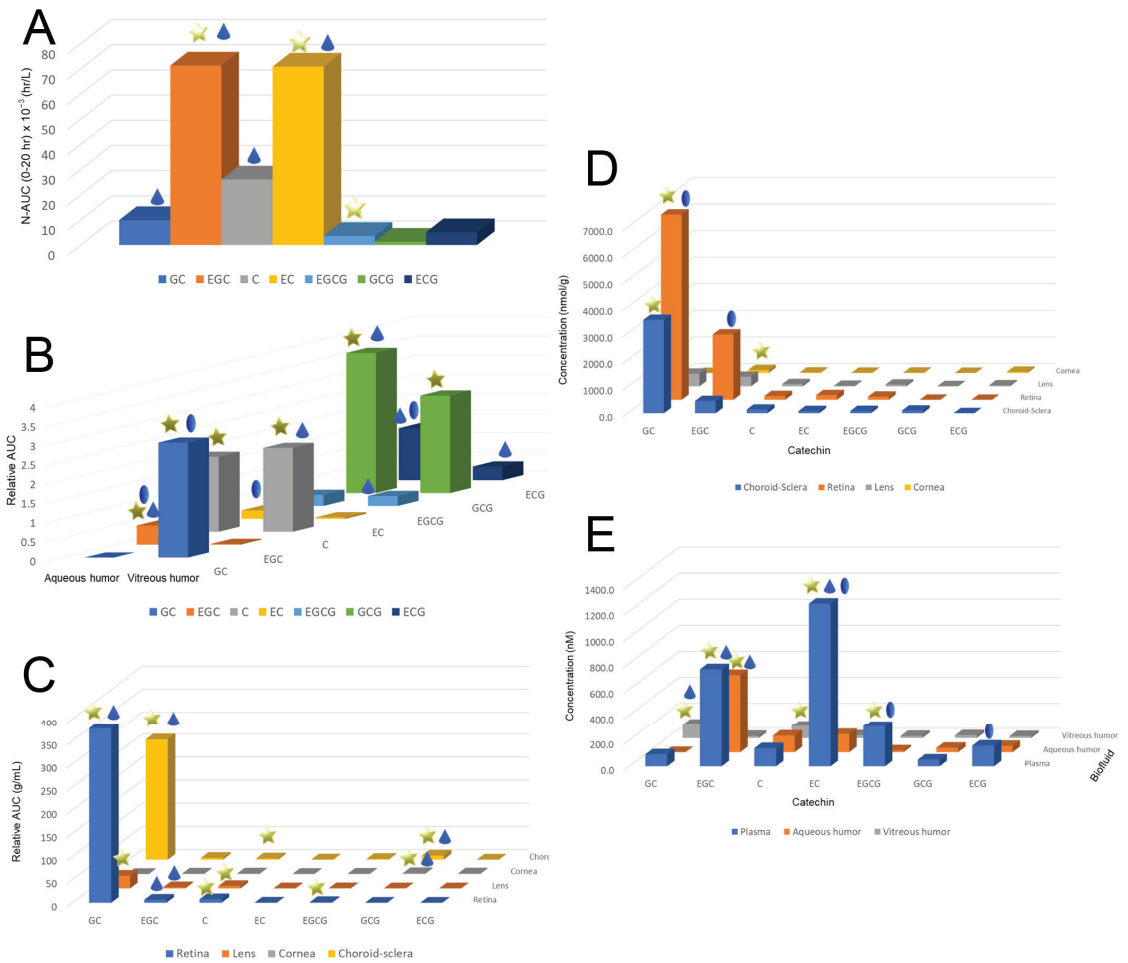 A
N-AUC (0-20 hr) x 10⁻³ (hr/L)
80
70
60
50
40
30
20
10
0
GC EGC C EC EGCG GCG ECG
B
Relative AUC
4
3.5
3
2.5
2
1.5
1
0.5
0
Aqueous humor Vitreous humor
GC
EGC
C
EC
EGCG
GCG
ECG
GC EGC C EC EGCG GCG ECG
C
Relative AUC (g/mL)
400
350
300
250
200
150
100
50
0
GC EGC C EC EGCG GCG ECG
Chor
Cornea
Lens
Retina
Retina Lens Cornea Choroid-sclera
D
Concentration (nmol/g)
7000.0
6000.0
5000.0
4000.0
3000.0
2000.0
1000.0
0.0
GC EGC C EC EGCG GCG ECG
Cornea
Lens
Retina
Choroid-Sclera
Catechin
Choroid-Sclera Retina Lens Cornea
E
Concentration (nM)
1400.0
1200.0
1000.0
800.0
600.0
400.0
200.0
0.0
GC EGC C EC EGCG GCG ECG
Vitreous humor
Aqueous humor
Plasma
Biofluid
Catechin
Plasma Aqueous humor Vitreous humor